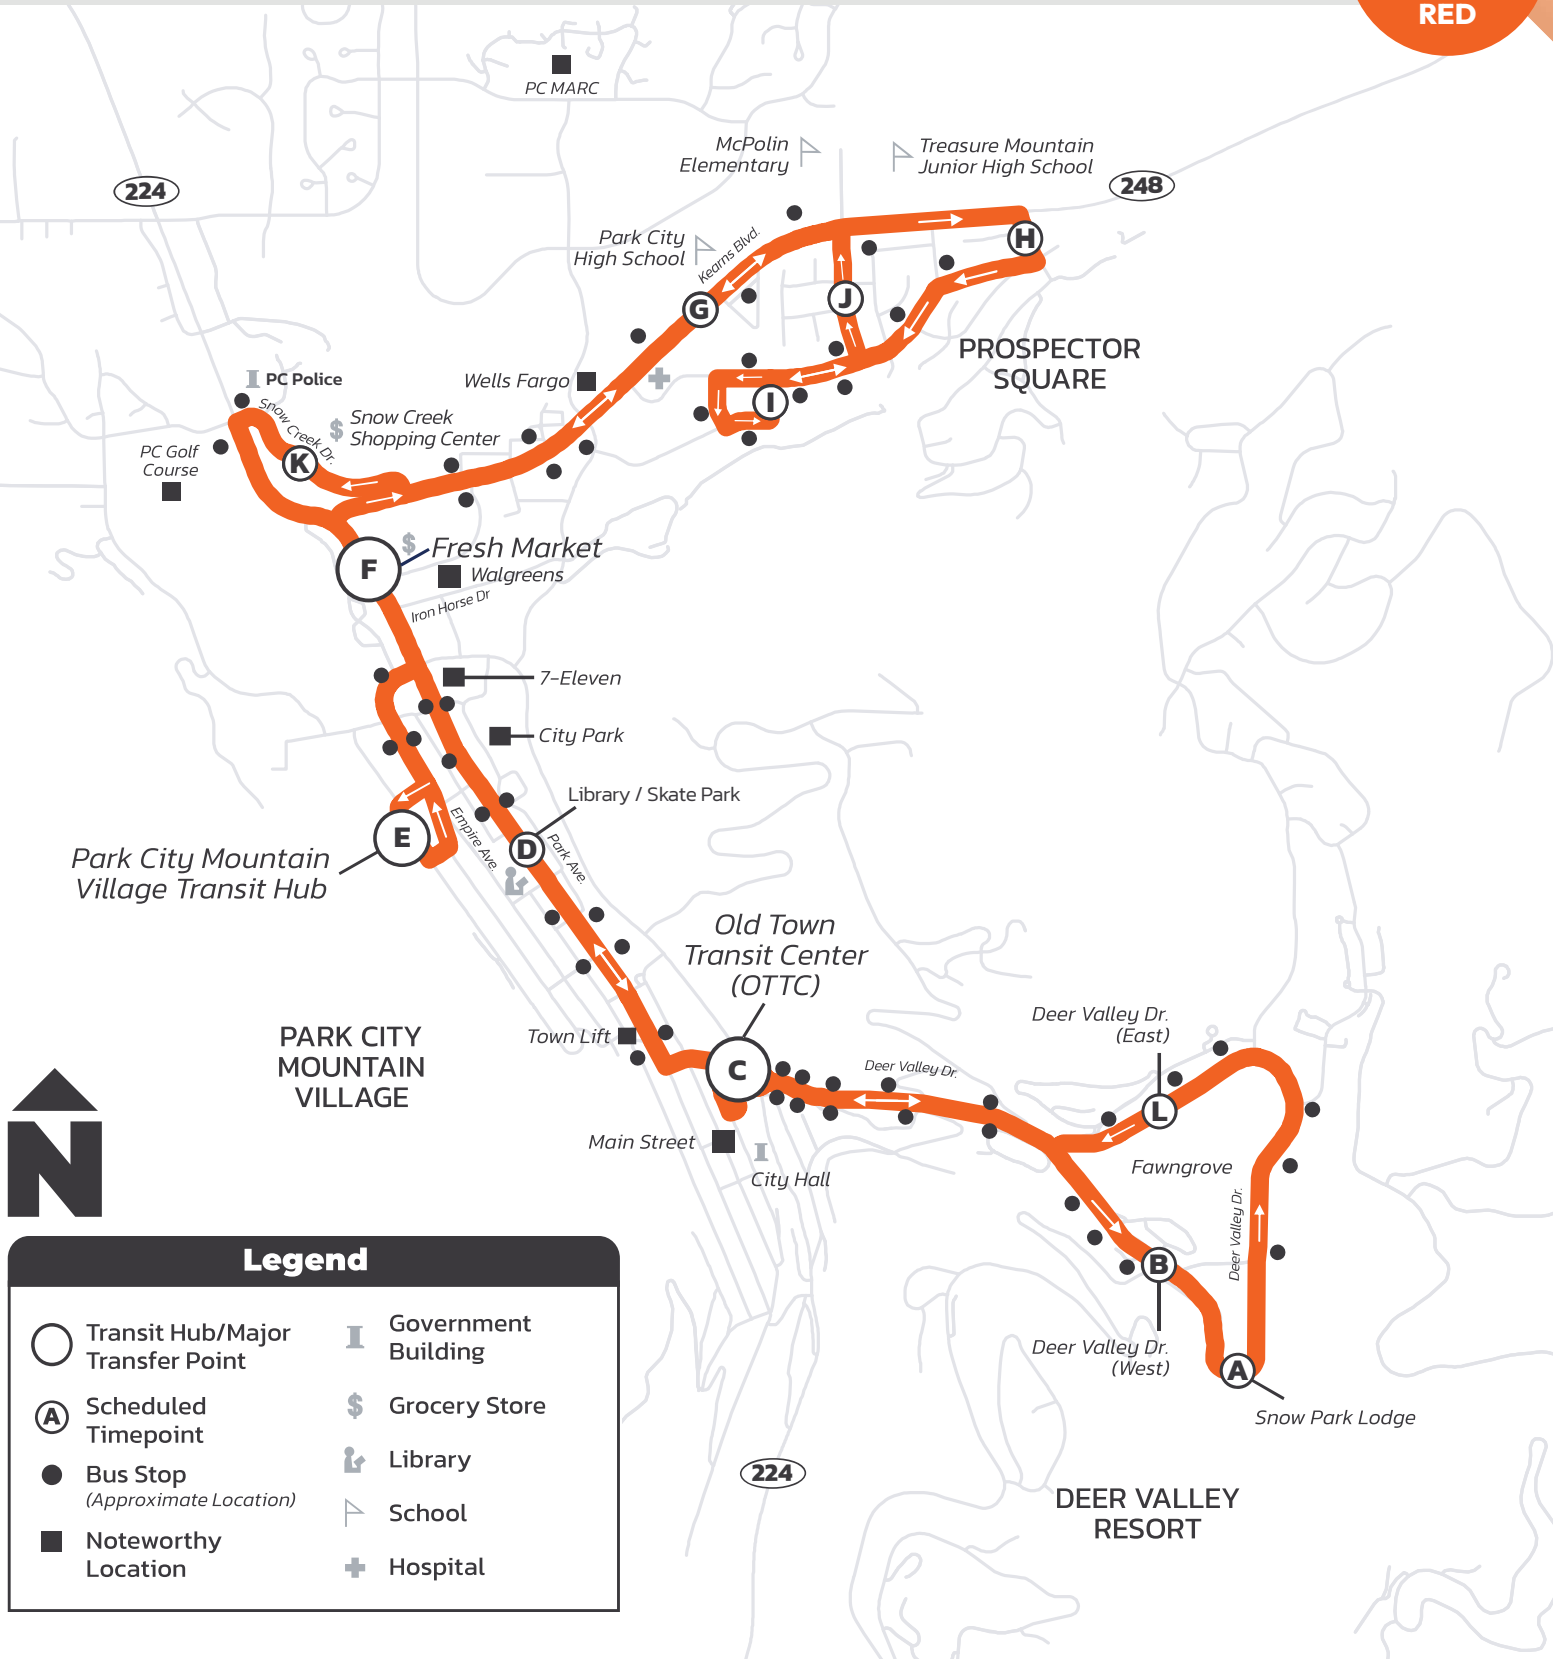 RED
PC MARC
McPolin
Elementary
Treasure Mountain
Junior High School
224
248
Park City
High School
Kearns Blvd.
H
G
J
PROSPECTOR
SQUARE
PC Police
Wells Fargo
I
Snow Creek Dr.
Snow Creek
Shopping Center
$
PC Golf
Course
K
$
Fresh Market
F
Walgreens
Iron Horse Dr
7-Eleven
City Park
Library / Skate Park
E
Empire Ave.
D
Park Ave.
Park City Mountain
Village Transit Hub
Old Town
Transit Center
(OTTC)
PARK CITY
MOUNTAIN
VILLAGE
Town Lift
C
Deer Valley Dr.
Deer Valley Dr.
(East)
L
Main Street
City Hall
Fawngrove
Deer Valley Dr.
B
Deer Valley Dr.
(West)
A
Snow Park Lodge
224
DEER VALLEY
RESORT
N
Legend
Transit Hub/Major
Transfer Point
A
Scheduled
Timepoint
Bus Stop
(Approximate Location)
Noteworthy
Location
Government
Building
$
Grocery Store
Library
School
Hospital